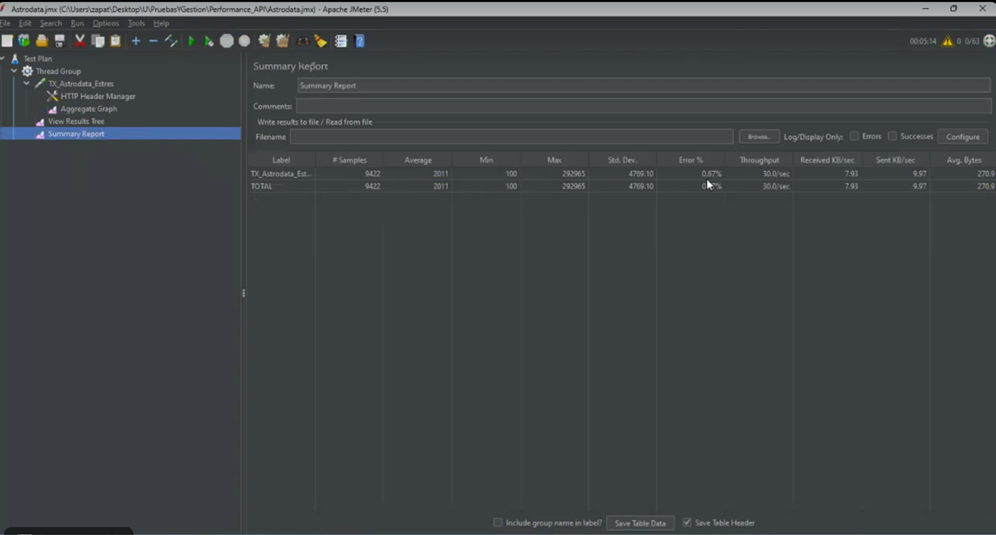 Astrodata.jmx (C:\Users\zapat\Desktop\U\PruebasYGestion\Performance_API\Astrodata.jmx) - Apache JMeter (5.5)
File Edit Search Run Options Tools Help
00:05:14 0 0/63
Test Plan
Thread Group
TX_Astrodata_Estres
HTTP Header Manager
Aggregate Graph
View Results Tree
Summary Report
Summary Report
Name: Summary Report
Comments:
Write results to file / Read from file
Filename Browse... Log/Display Only: Errors Successes Configure
Label # Samples Average Min Max Std. Dev. Error % Throughput Received KB/sec Sent KB/sec Avg. Bytes
TX_Astrodata_Est... 9422 2011 100 292965 4769.10 0.67% 30.0/sec 7.93 9.97 270.9
TOTAL 9422 2011 100 292965 4769.10 30.0/sec 7.93 9.97 270.9
Include group name in label? Save Table Data Save Table Header